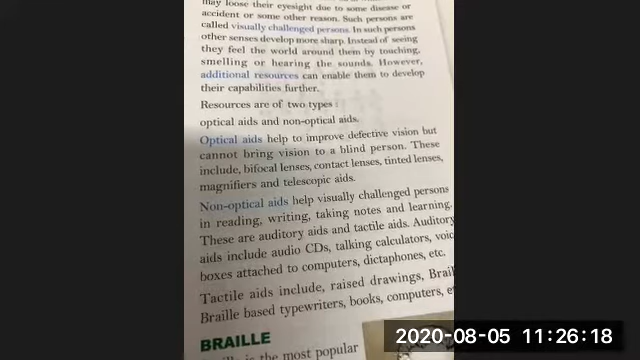 may loose their eyesight due to some disease or
accident or some other reason. Such persons are
called visually challenged persons. In such persons
other senses develop more sharp. Instead of seeing
they feel the world around them by touching,
smelling or hearing the sounds. However,
additional resources can enable them to develop
their capabilities further.
Resources are of two types :
optical aids and non-optical aids.
Optical aids help to improve defective vision but
cannot bring vision to a blind person. These
include, bifocal lenses, contact lenses, tinted lenses,
magnifiers and telescopic aids.
Non-optical aids help visually challenged persons
in reading, writing, taking notes and learning.
These are auditory aids and tactile aids. Auditory
aids include audio CDs, talking calculators, voic
boxes attached to computers, dictaphones, etc.
Tactile aids include, raised drawings, Brail
Braille based typewriters, books, computers, e
BRAILLE
is the most popular
2020-08-05 11:26:18